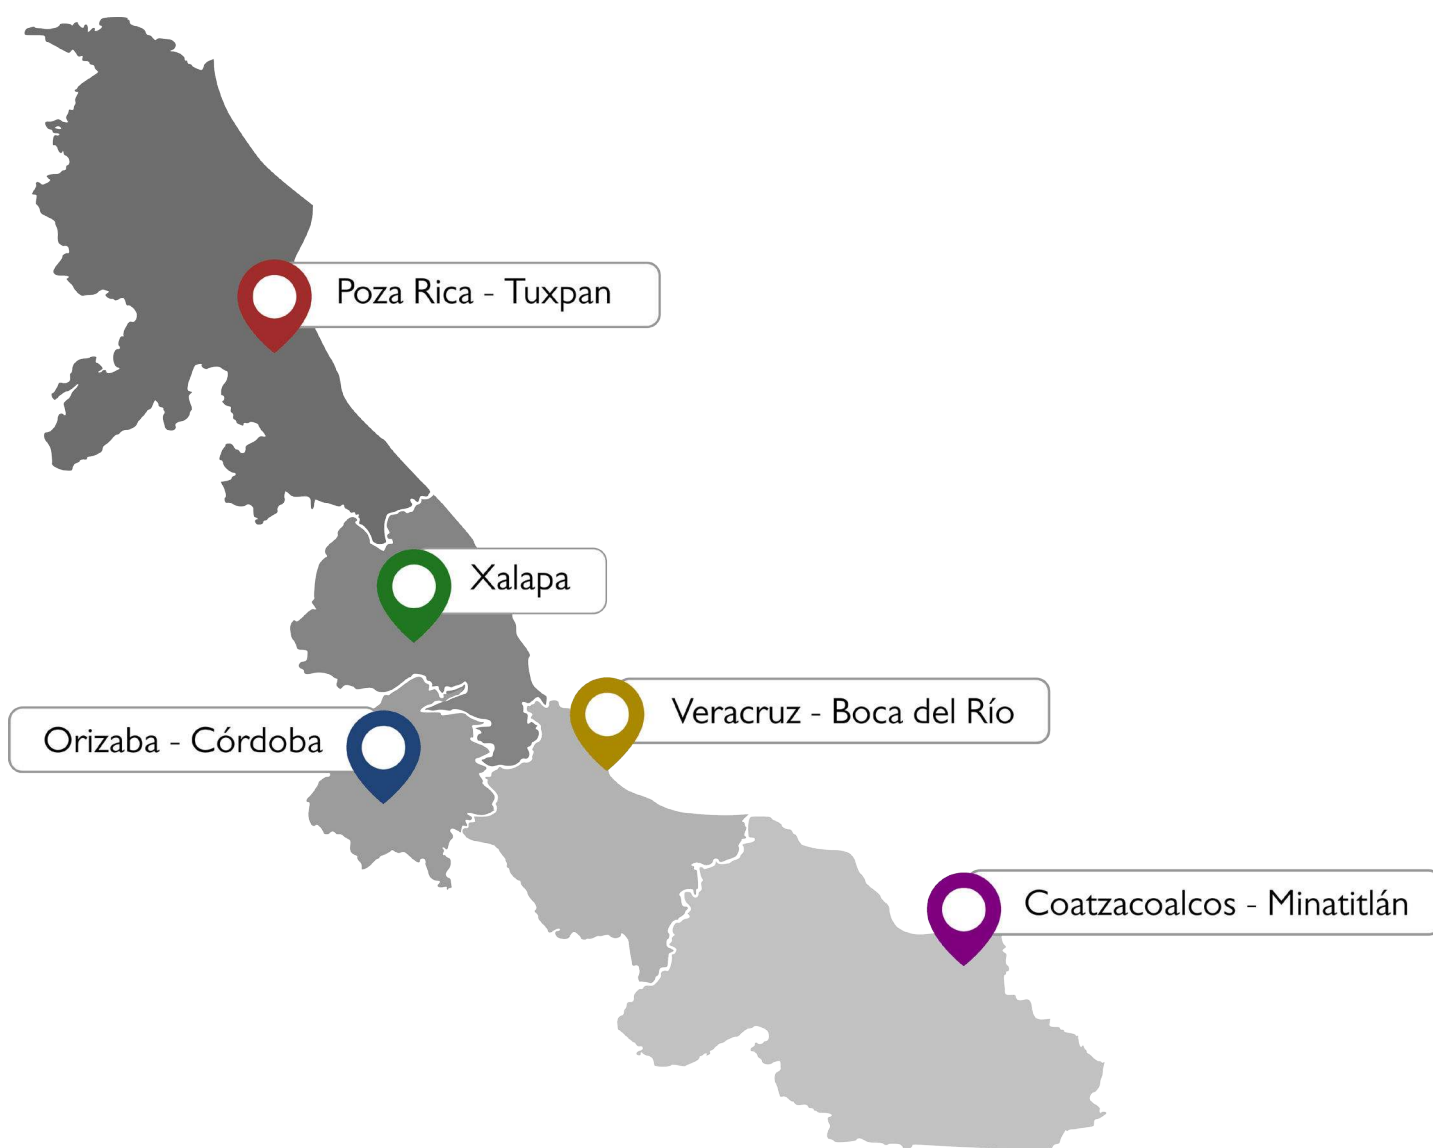 Poza Rica - Tuxpan
Xalapa
Veracruz - Boca del Río
Orizaba - Córdoba
Coatzacoalcos - Minatitlán